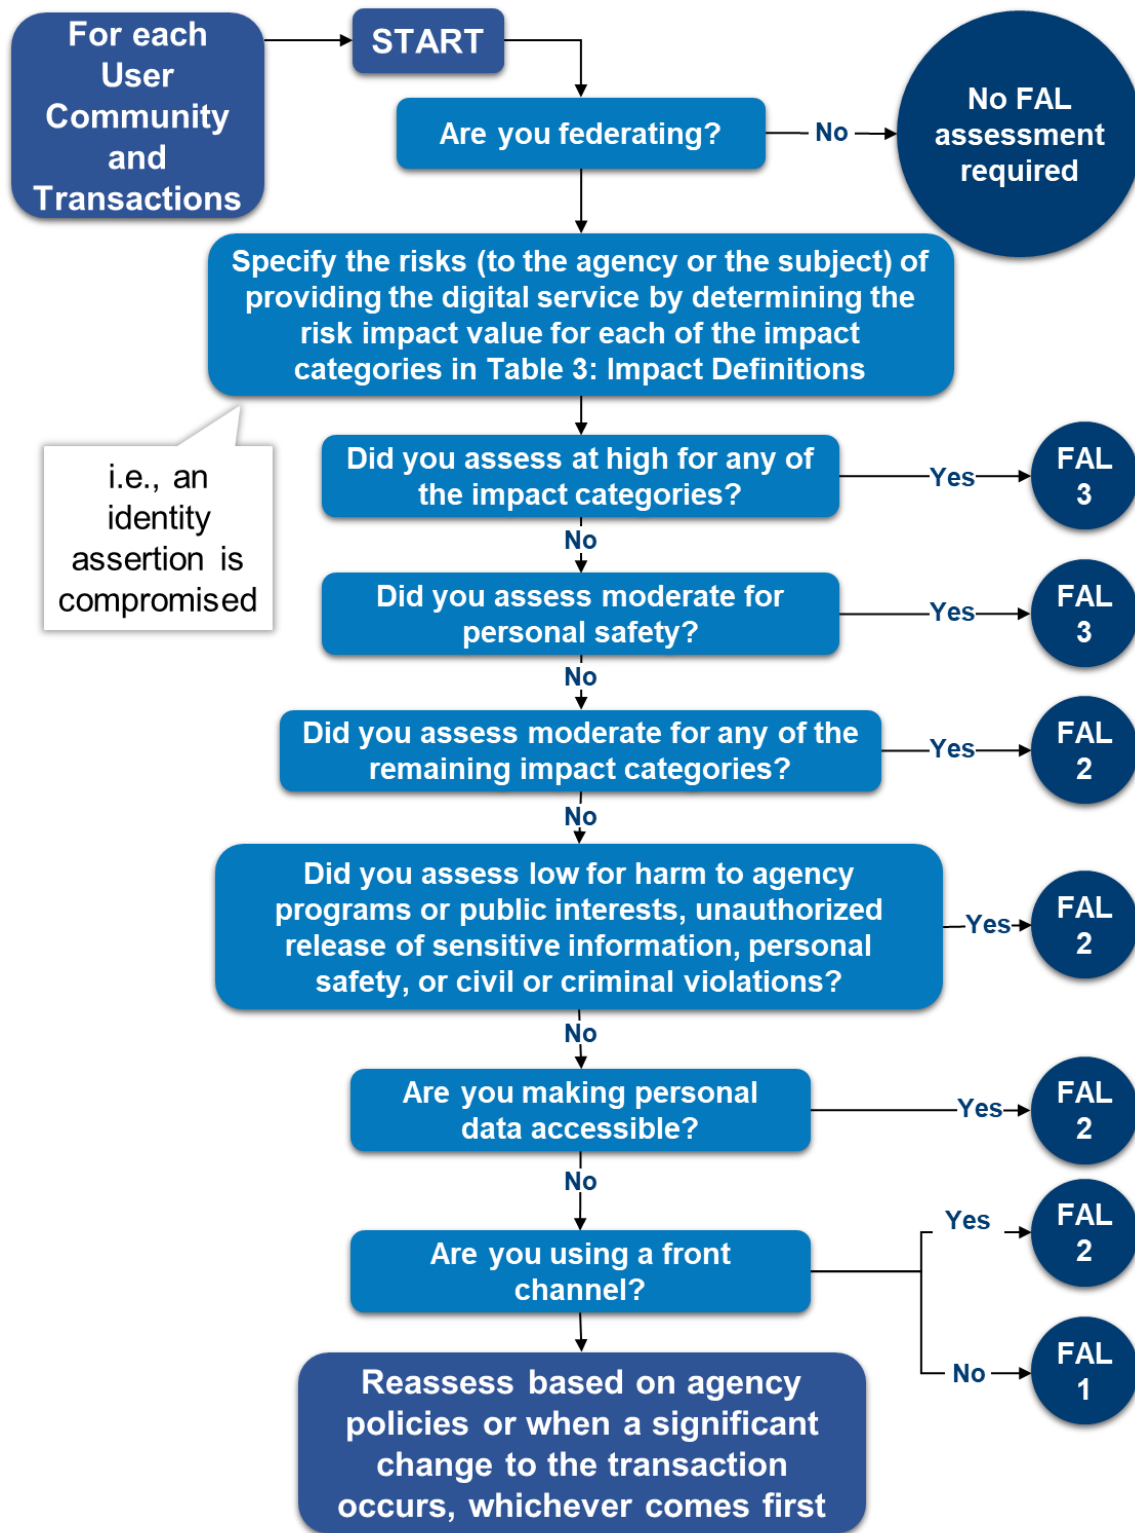 For each
User
Community
and
Transactions
START
Are you federating?
No
No FAL
assessment
required
Specify the risks (to the agency or the subject) of
providing the digital service by determining the
risk impact value for each of the impact
categories in Table 3: Impact Definitions
i.e., an
identity
assertion is
compromised
Did you assess at high for any of
the impact categories?
Yes
FAL
3
No
Did you assess moderate for
personal safety?
Yes
FAL
3
No
Did you assess moderate for any of the
remaining impact categories?
Yes
FAL
2
No
Did you assess low for harm to agency
programs or public interests, unauthorized
release of sensitive information, personal
safety, or civil or criminal violations?
Yes
FAL
2
No
Are you making personal
data accessible?
Yes
FAL
2
No
Are you using a front
channel?
Yes
FAL
2
No
FAL
1
Reassess based on agency
policies or when a significant
change to the transaction
occurs, whichever comes first